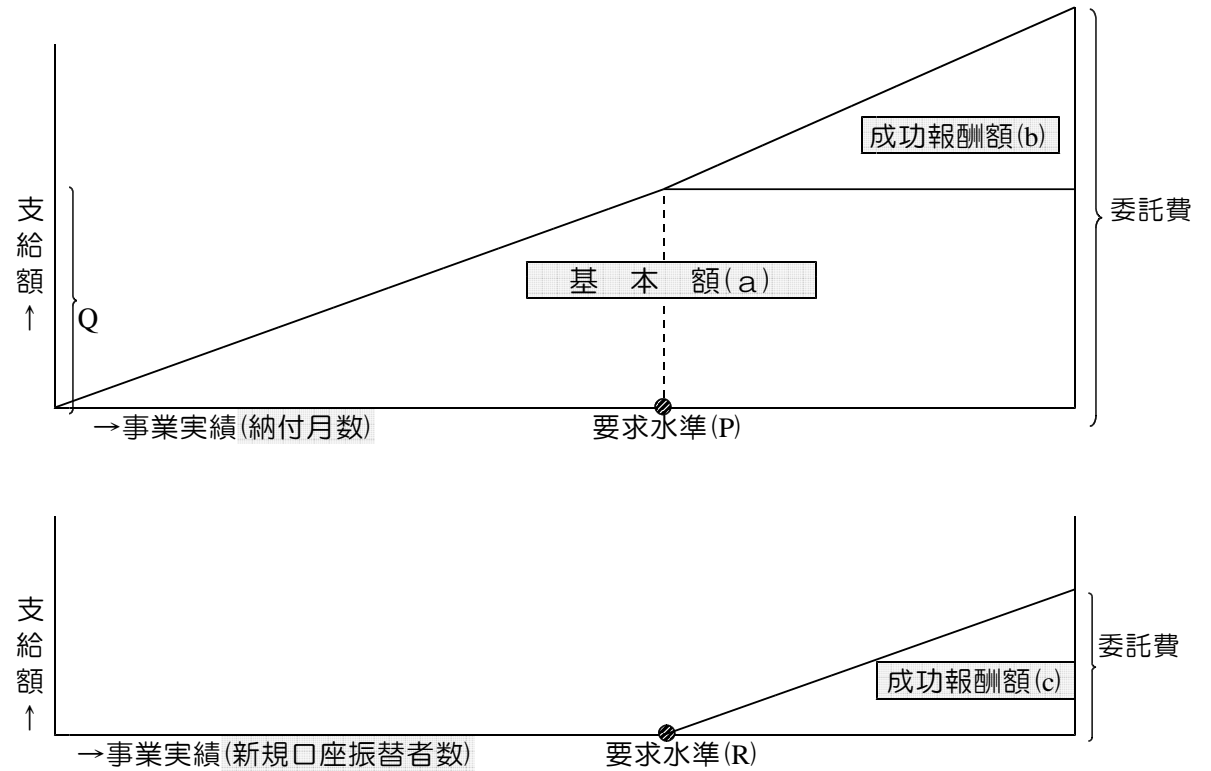 成功報酬額(b)
支給額↑
委託費
基　本　額(a)
Q
→事業実績(納付月数)
要求水準(P)
支給額↑
委託費
成功報酬額(c)
→事業実績(新規口座振替者数)
要求水準(R)